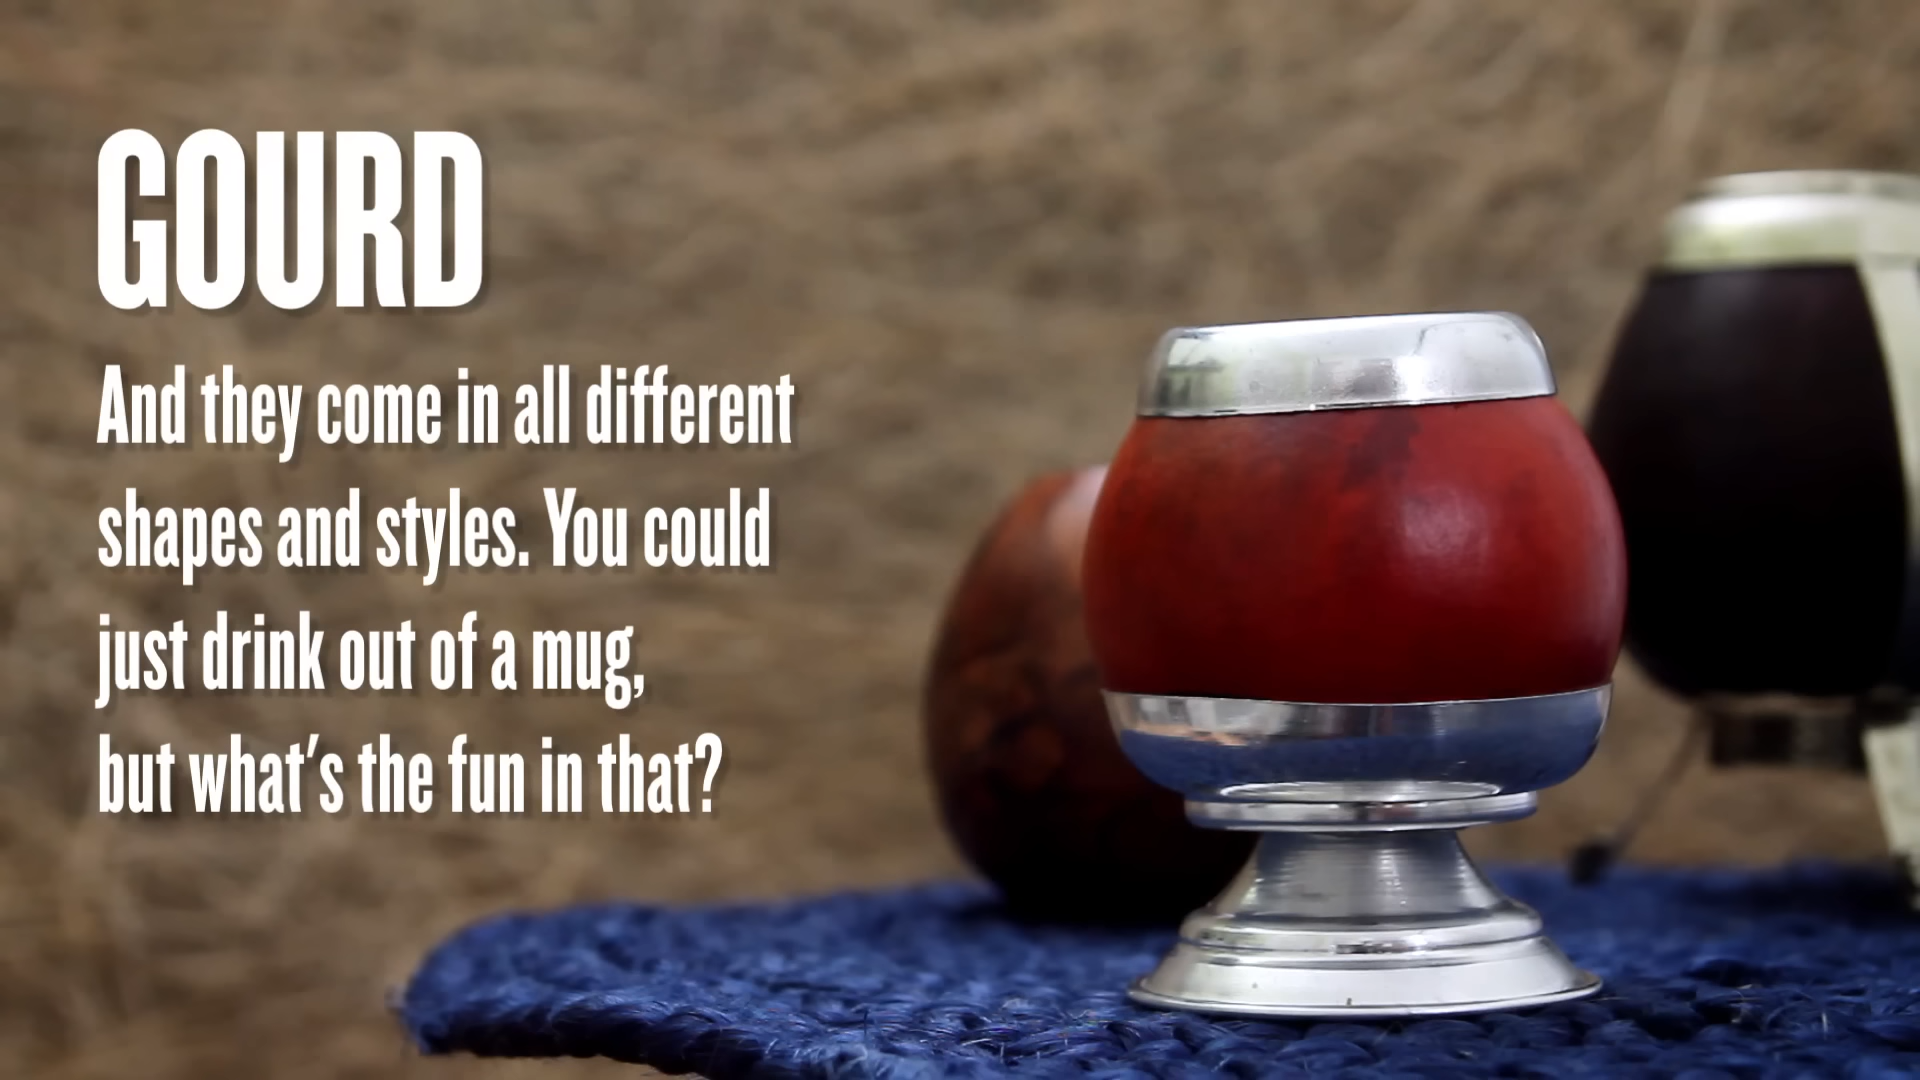 GOURD
And they come in all different
shapes and styles. You could
just drink out of a mug,
but what's the fun in that?